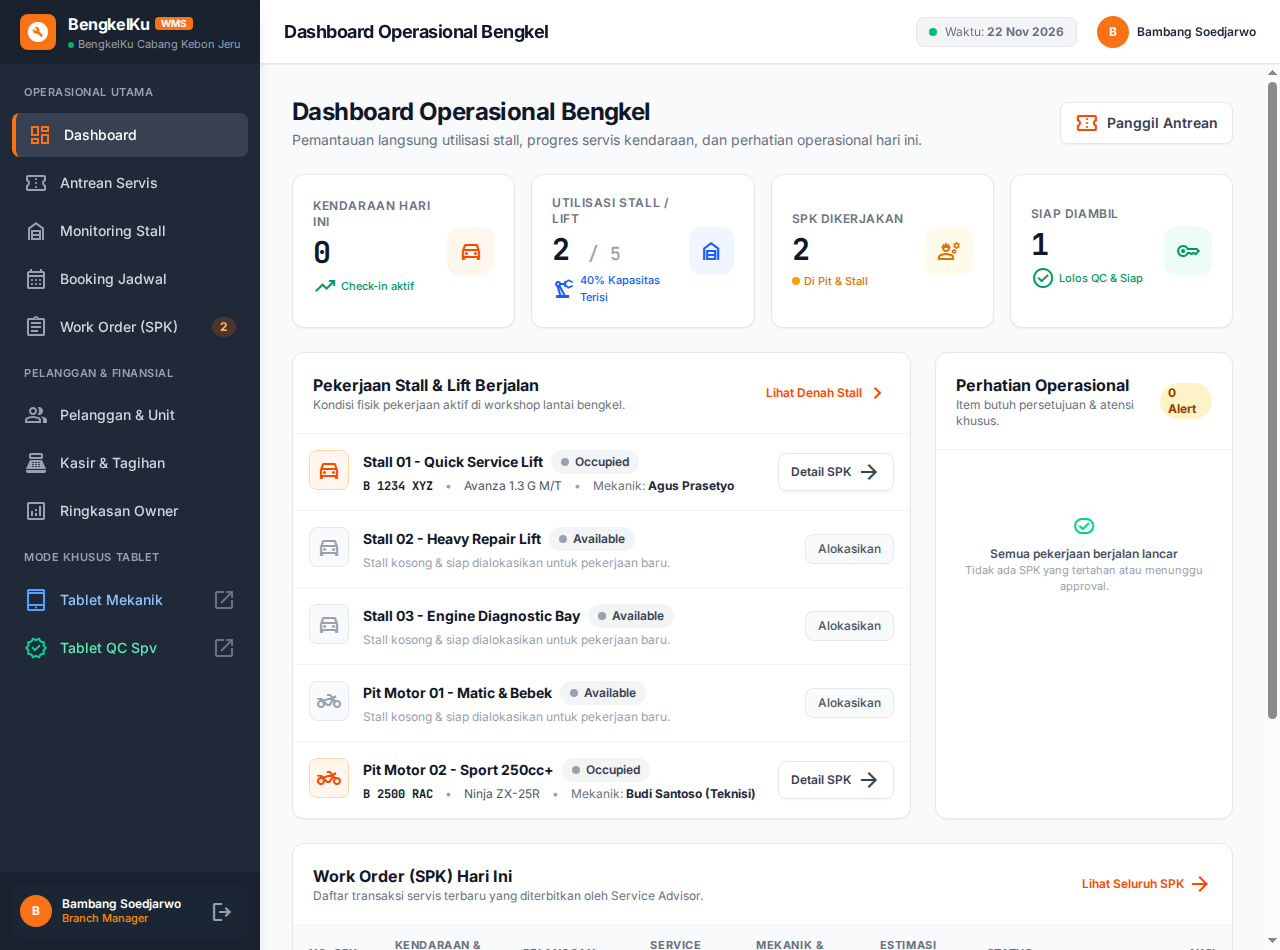 BengkelKu WMS
BengkelKu Cabang Kebon Jeru
OPERASIONAL UTAMA
Dashboard
Antrean Servis
Monitoring Stall
Booking Jadwal
Work Order (SPK) 2
PELANGGAN & FINANSIAL
Pelanggan & Unit
Kasir & Tagihan
Ringkasan Owner
MODE KHUSUS TABLET
Tablet Mekanik
Tablet QC Spv
B
Bambang Soedjarwo
Branch Manager
Dashboard Operasional Bengkel
Waktu: 22 Nov 2026
B Bambang Soedjarwo
Dashboard Operasional Bengkel
Pemantauan langsung utilisasi stall, progres servis kendaraan, dan perhatian operasional hari ini.
Panggil Antrean
KENDARAAN HARI
INI
0
Check-in aktif
UTILISASI STALL /
LIFT
2 / 5
40% Kapasitas
Terisi
SPK DIKERJAKAN
2
Di Pit & Stall
SIAP DIAMBIL
1
Lolos QC & Siap
Pekerjaan Stall & Lift Berjalan
Kondisi fisik pekerjaan aktif di workshop lantai bengkel.
Lihat Denah Stall
Stall 01 - Quick Service Lift Occupied
B 1234 XYZ • Avanza 1.3 G M/T • Mekanik: Agus Prasetyo
Detail SPK
Stall 02 - Heavy Repair Lift Available
Stall kosong & siap dialokasikan untuk pekerjaan baru.
Alokasikan
Stall 03 - Engine Diagnostic Bay Available
Stall kosong & siap dialokasikan untuk pekerjaan baru.
Alokasikan
Pit Motor 01 - Matic & Bebek Available
Stall kosong & siap dialokasikan untuk pekerjaan baru.
Alokasikan
Pit Motor 02 - Sport 250cc+ Occupied
B 2500 RAC • Ninja ZX-25R • Mekanik: Budi Santoso (Teknisi)
Detail SPK
Perhatian Operasional
Item butuh persetujuan & atensi
khusus.
0
Alert
Semua pekerjaan berjalan lancar
Tidak ada SPK yang tertahan atau menunggu
approval.
Work Order (SPK) Hari Ini
Daftar transaksi servis terbaru yang diterbitkan oleh Service Advisor.
Lihat Seluruh SPK
KENDARAAN &
SERVICE
MEKANIK &
ESTIMASI